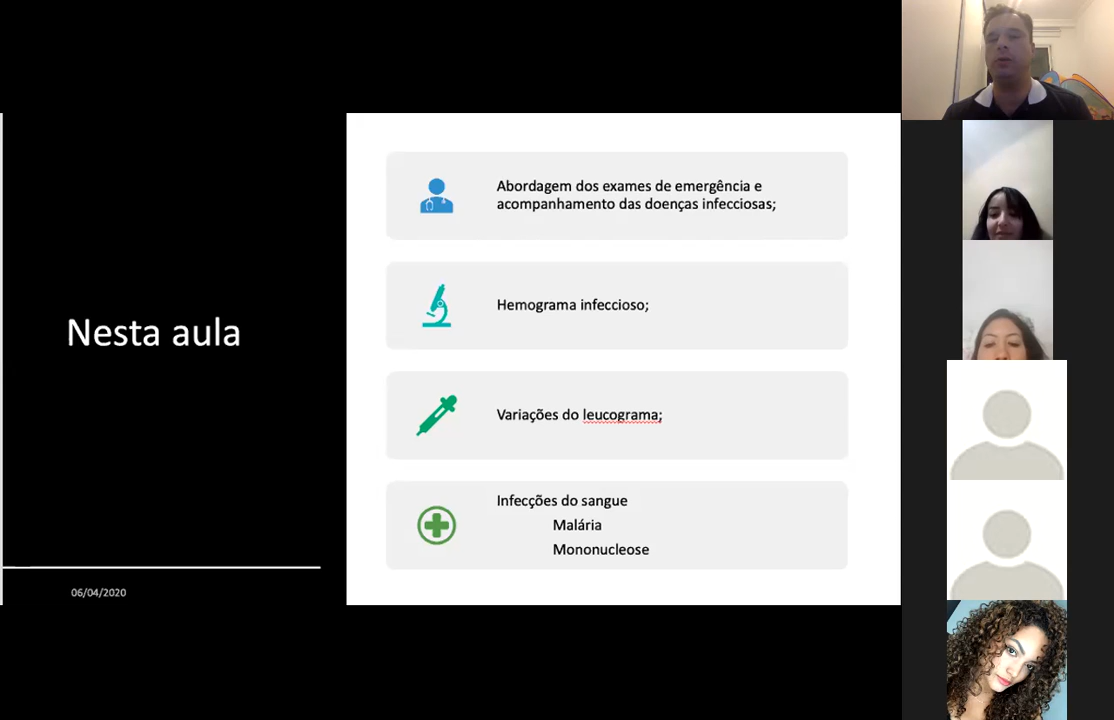 Nesta aula
06/04/2020
Abordagem dos exames de emergência e
acompanhamento das doenças infecciosas;
Hemograma infeccioso;
Variações do leucograma;
Infecções do sangue
Malária
Mononucleose